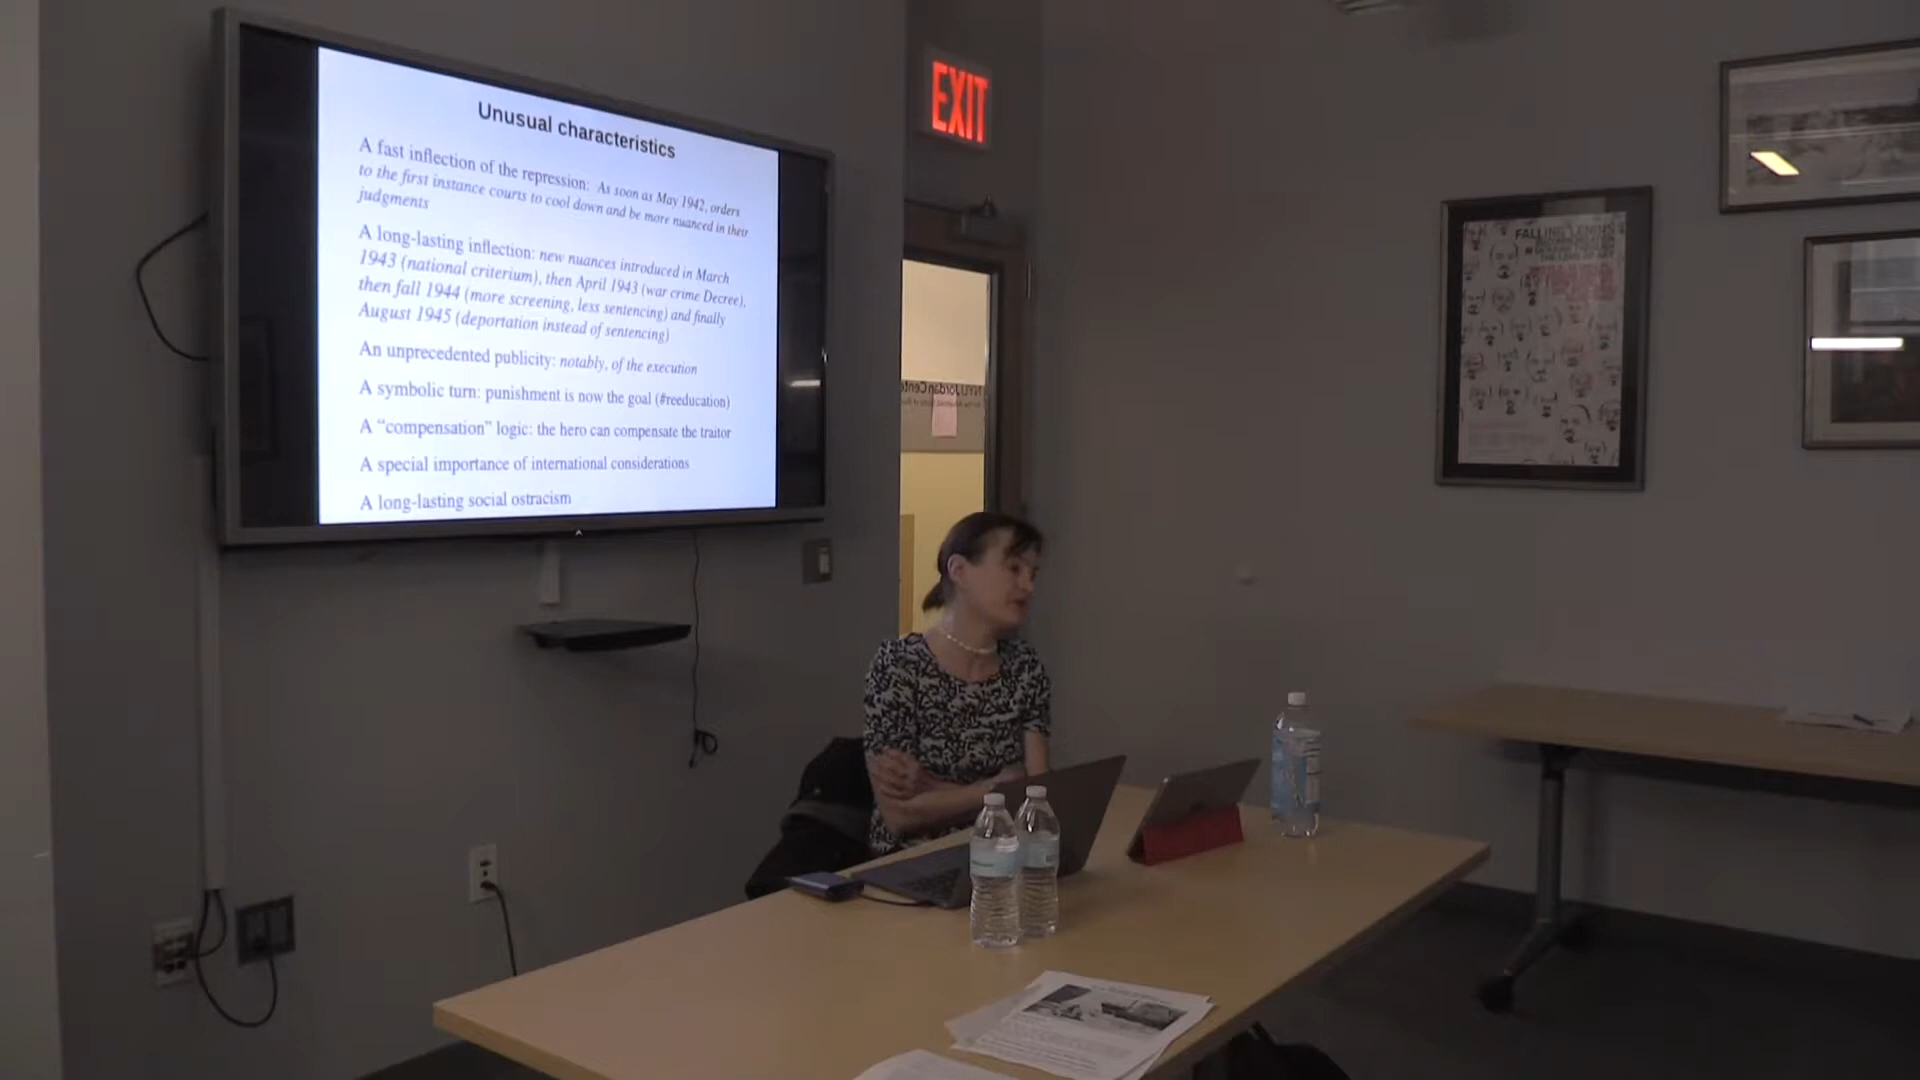 Unusual characteristics
A fast inflection of the repression: As soon as May 1942, orders
to the first instance courts to cool down and be more nuanced in their
judgments
A long-lasting inflection: new nuances introduced in March
1943 (national criterium), then April 1943 (war crime Decree),
then fall 1944 (more screening, less sentencing) and finally
August 1945 (deportation instead of sentencing)
An unprecedented publicity: notably, of the execution
A symbolic turn: punishment is now the goal (#reeducation)
A “compensation” logic: the hero can compensate the traitor
A special importance of international considerations
A long-lasting social ostracism
EXIT
NYU Jordan Cente
FALLING LENINS